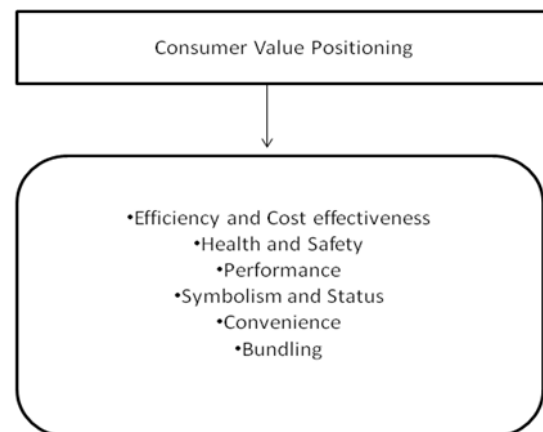 Consumer Value Positioning
•Efficiency and Cost effectiveness
•Health and Safety
•Performance
•Symbolism and Status
•Convenience
•Bundling